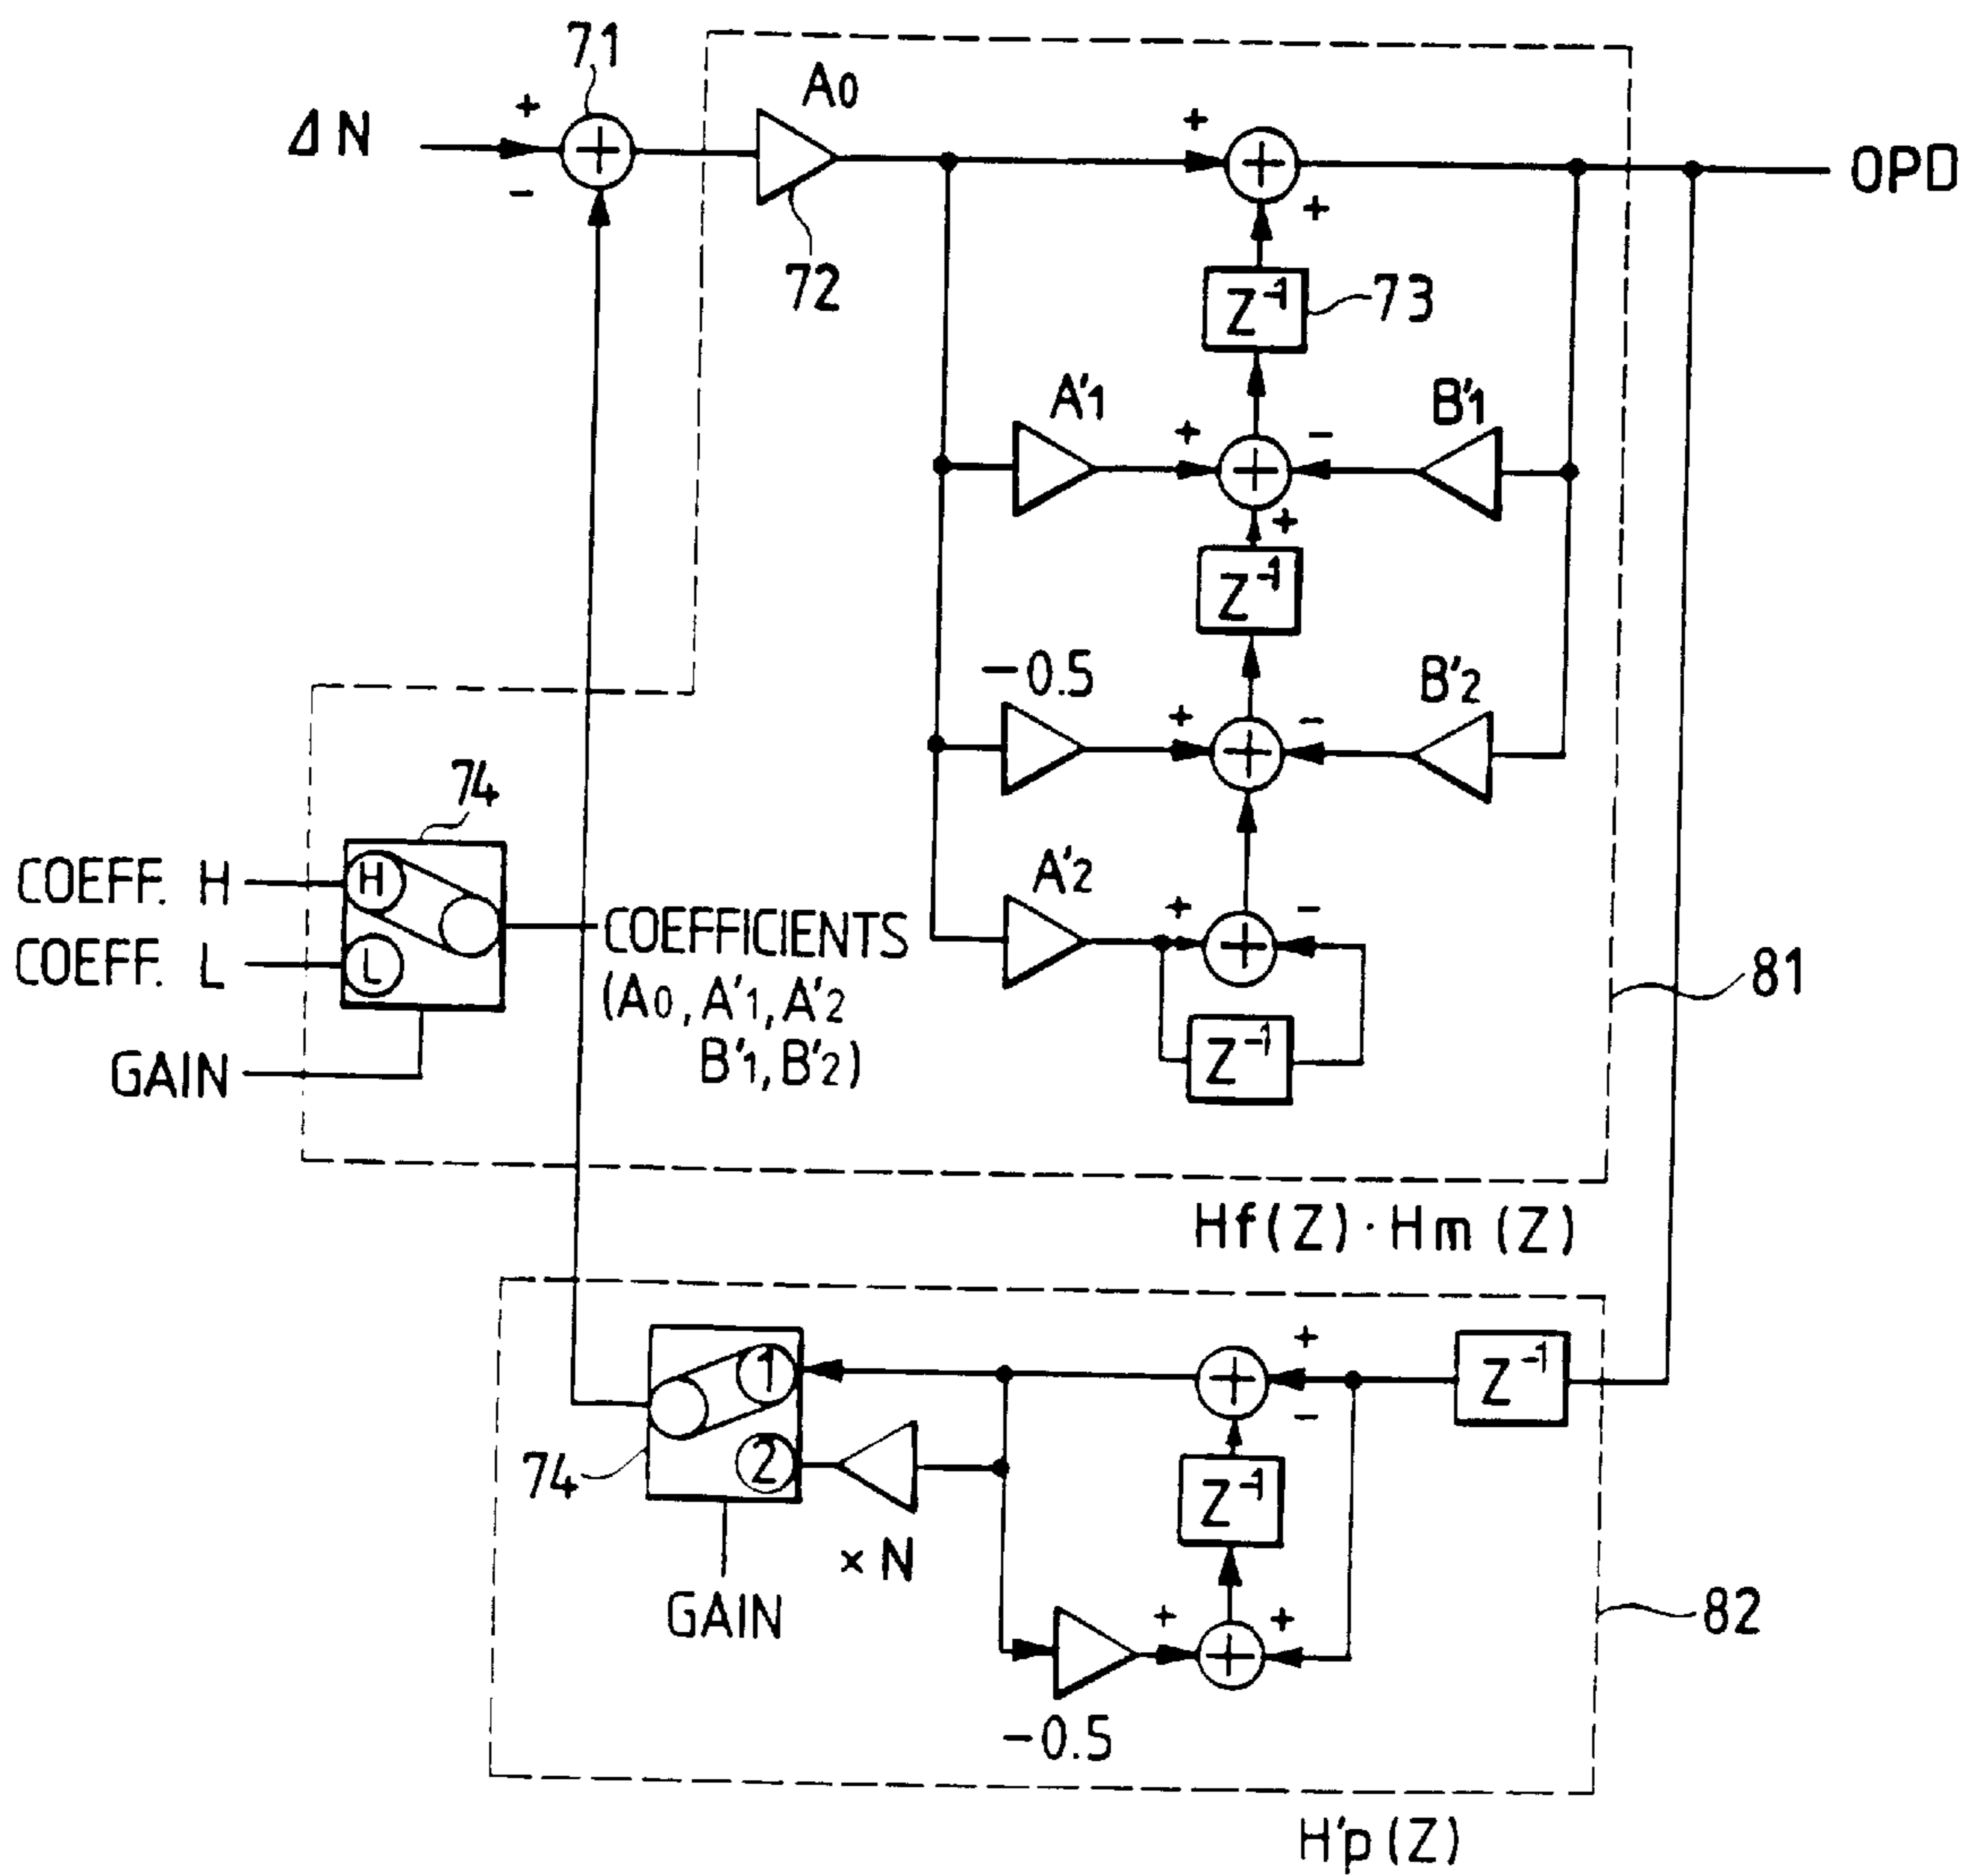 71
+
ΔN
−
A0
72
+
+
OPD
Z⁻¹
73
A'1
+
−
B'1
+
Z⁻¹
−0.5
+
−
B'2
74
COEFF. H
H
COEFF. L
L
GAIN
COEFFICIENTS
(A0, A'1, A'2
B'1, B'2)
A'2
+
−
Z⁻¹
81
Hf(Z)·Hm(Z)
74
1
2
GAIN
×N
+
−
Z⁻¹
Z⁻¹
+
+
−0.5
82
H'p(Z)